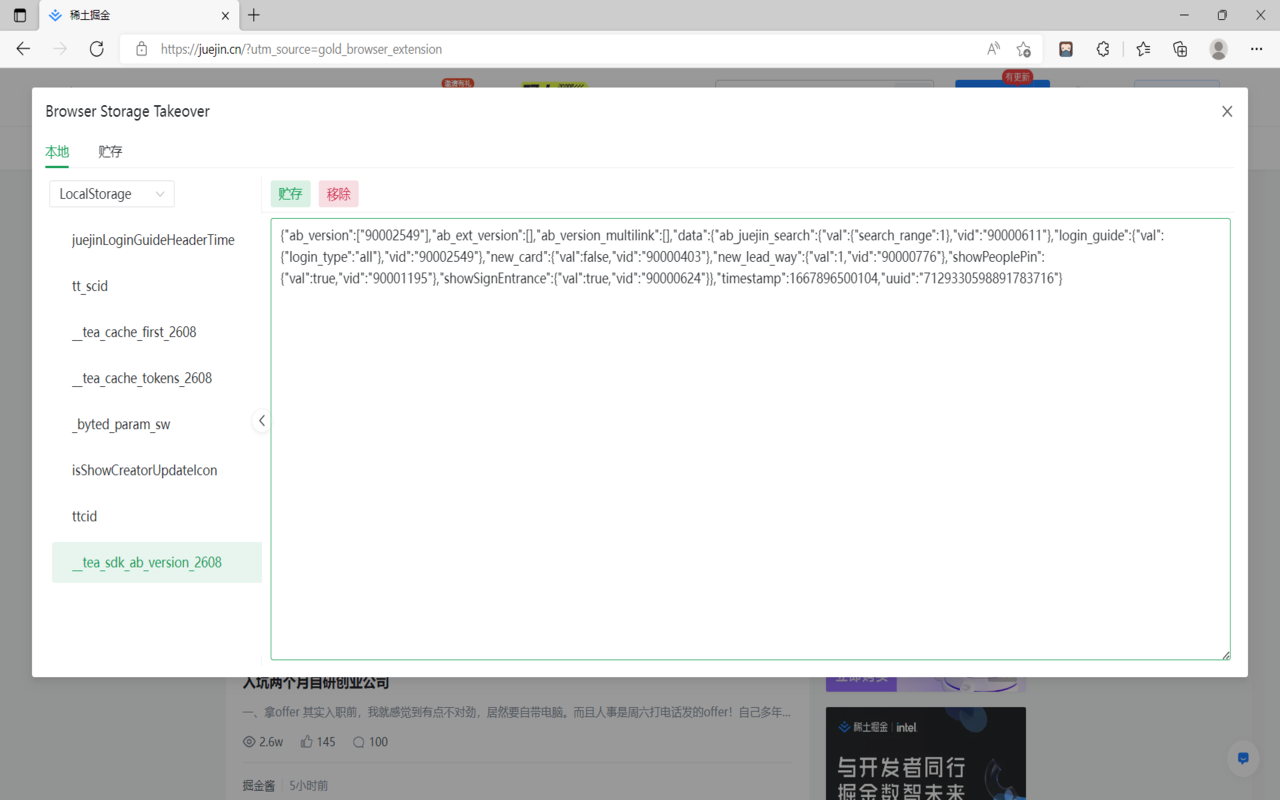 稀土掘金
https://juejin.cn/?utm_source=gold_browser_extension
邀请有礼
有更新
Browser Storage Takeover
本地
贮存
LocalStorage
贮存
移除
juejinLoginGuideHeaderTime
tt_scid
__tea_cache_first_2608
__tea_cache_tokens_2608
_byted_param_sw
isShowCreatorUpdateIcon
ttcid
__tea_sdk_ab_version_2608
{"ab_version":["90002549"],"ab_ext_version":[],"ab_version_multilink":[],"data":{"ab_juejin_search":{"val":{"search_range":1},"vid":"90000611"},"login_guide":{"val":
{"login_type":"all"},"vid":"90002549"},"new_card":{"val":false,"vid":"90000403"},"new_lead_way":{"val":1,"vid":"90000776"},"showPeoplePin":
{"val":true,"vid":"90001195"},"showSignEntrance":{"val":true,"vid":"90000624"}},"timestamp":1667896500104,"uuid":"7129330598891783716"}
入坑两个月自研创业公司
一、拿offer 其实入职前，我就感觉到有点不对劲，居然要自带电脑。而且人事是周六打电话发的offer！自己多年...
2.6w
145
100
掘金酱
5小时前
立即购买
稀土掘金
intel.
与开发者同行
掘金数智未来